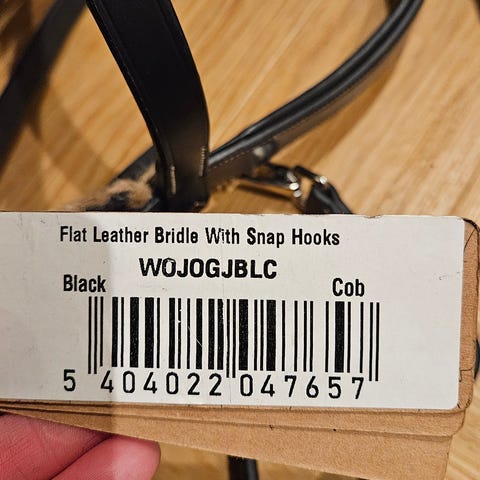 Flat Leather Bridle With Snap Hooks
WOJOGJBLC
Black Cob
5 404022 047657